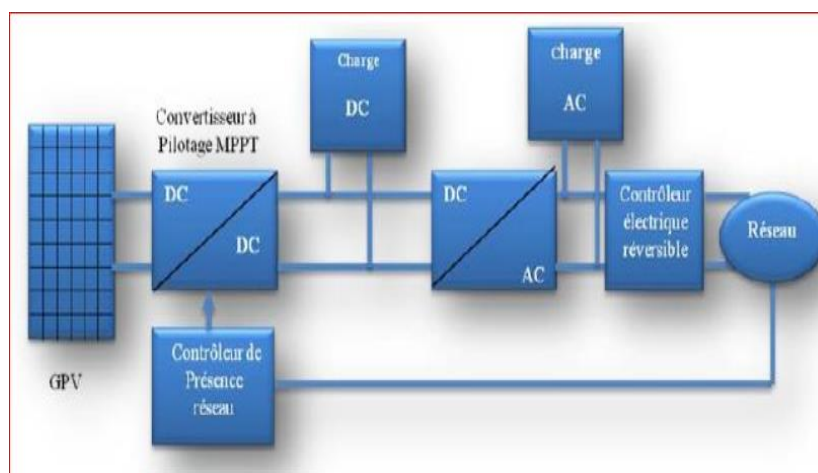 Charge
DC
Charge
AC
Convertisseur à
Pilotage MPPT
DC
DC
DC
AC
Contrôleur
électrique
réversible
Réseau
GPV
Contrôleur de
Présence
réseau